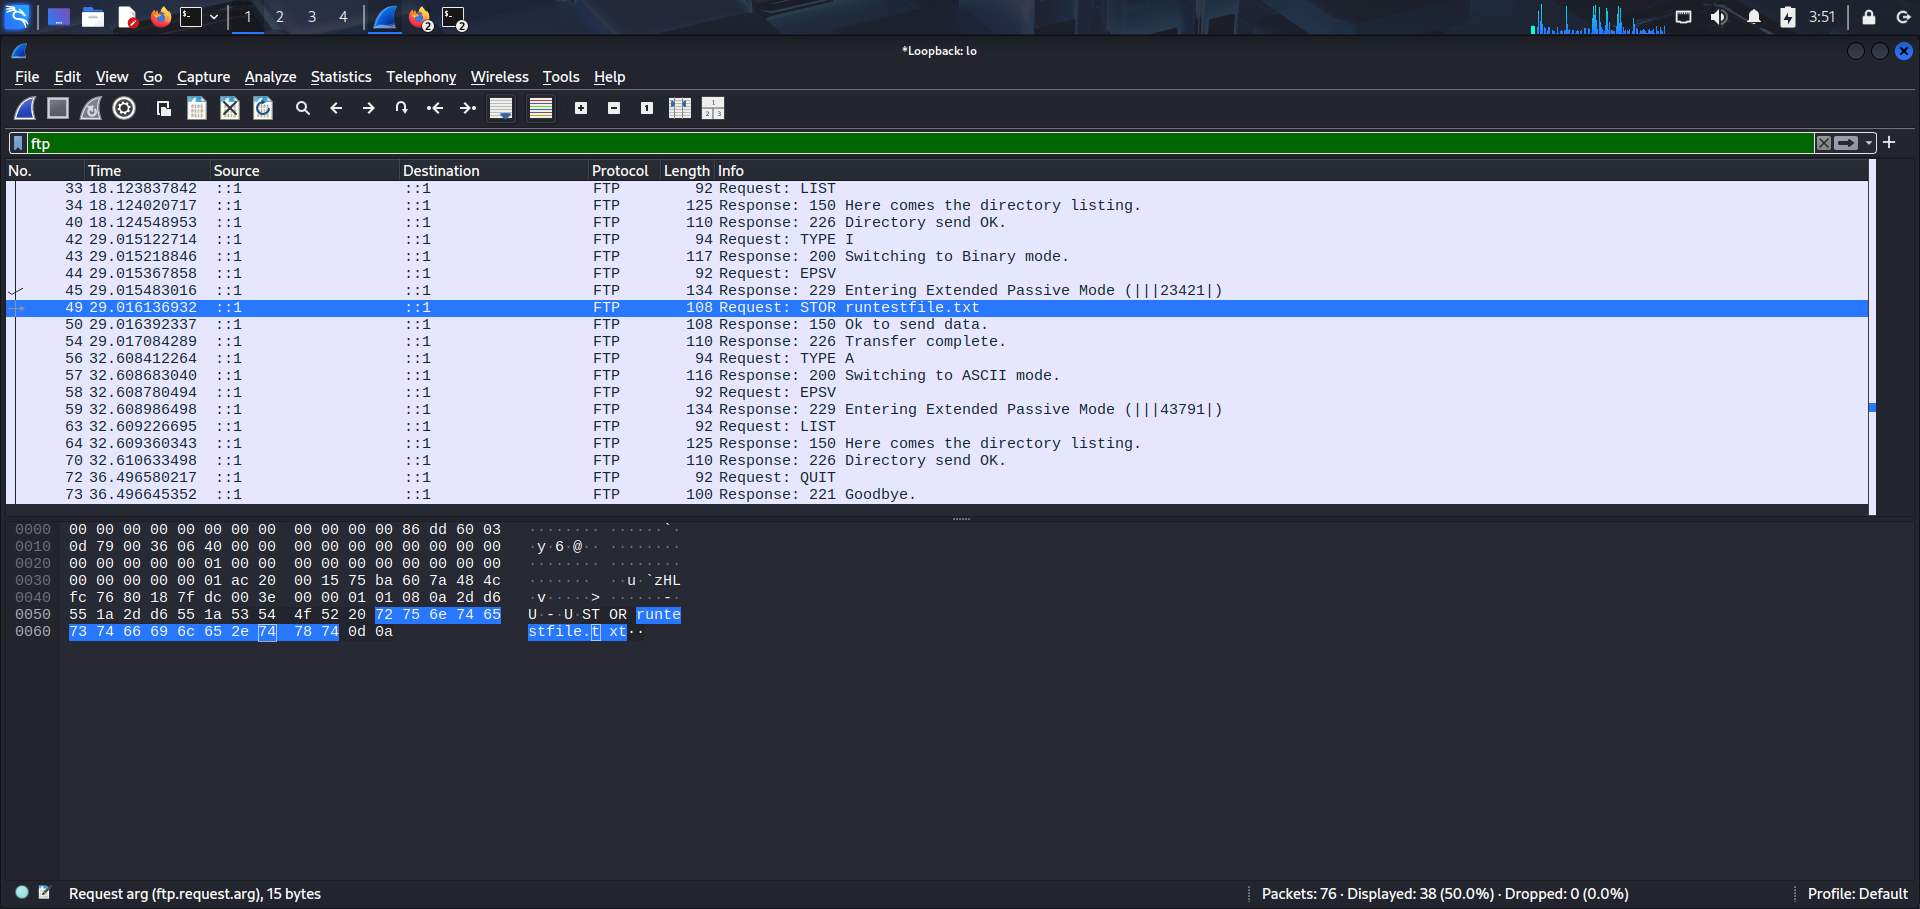 1 2 3 4 2 2 3:51
*Loopback: lo
File Edit View Go Capture Analyze Statistics Telephony Wireless Tools Help
ftp
No. Time Source Destination Protocol Length Info
33 18.123837842 ::1 ::1 FTP 92 Request: LIST
34 18.124020717 ::1 ::1 FTP 125 Response: 150 Here comes the directory listing.
40 18.124548953 ::1 ::1 FTP 110 Response: 226 Directory send OK.
42 29.015122714 ::1 ::1 FTP 94 Request: TYPE I
43 29.015218846 ::1 ::1 FTP 117 Response: 200 Switching to Binary mode.
44 29.015367858 ::1 ::1 FTP 92 Request: EPSV
45 29.015483016 ::1 ::1 FTP 134 Response: 229 Entering Extended Passive Mode (|||23421|)
49 29.016136932 ::1 ::1 FTP 108 Request: STOR runtestfile.txt
50 29.016392337 ::1 ::1 FTP 108 Response: 150 Ok to send data.
54 29.017084289 ::1 ::1 FTP 110 Response: 226 Transfer complete.
56 32.608412264 ::1 ::1 FTP 94 Request: TYPE A
57 32.608683040 ::1 ::1 FTP 116 Response: 200 Switching to ASCII mode.
58 32.608780494 ::1 ::1 FTP 92 Request: EPSV
59 32.608986498 ::1 ::1 FTP 134 Response: 229 Entering Extended Passive Mode (|||43791|)
63 32.609226695 ::1 ::1 FTP 92 Request: LIST
64 32.609360343 ::1 ::1 FTP 125 Response: 150 Here comes the directory listing.
70 32.610633498 ::1 ::1 FTP 110 Response: 226 Directory send OK.
72 36.496580217 ::1 ::1 FTP 92 Request: QUIT
73 36.496645352 ::1 ::1 FTP 100 Response: 221 Goodbye.
0000 00 00 00 00 00 00 00 00 00 00 00 00 86 dd 60 03 ········ ······`·
0010 0d 79 00 36 06 40 00 00 00 00 00 00 00 00 00 00 ·y·6·@·· ········
0020 00 00 00 00 00 01 00 00 00 00 00 00 00 00 00 00 ········ ········
0030 00 00 00 00 00 01 ac 20 00 15 75 ba 60 7a 48 4c ······· ··u·`zHL
0040 fc 76 80 18 7f dc 00 3e 00 00 01 01 08 0a 2d d6 ·v·····> ······-·
0050 55 1a 2d d6 55 1a 53 54 4f 52 20 72 75 6e 74 65 U·-·U·ST OR runte
0060 73 74 66 69 6c 65 2e 74 78 74 0d 0a stfile.t xt··
Request arg (ftp.request.arg), 15 bytes Packets: 76 · Displayed: 38 (50.0%) · Dropped: 0 (0.0%) Profile: Default